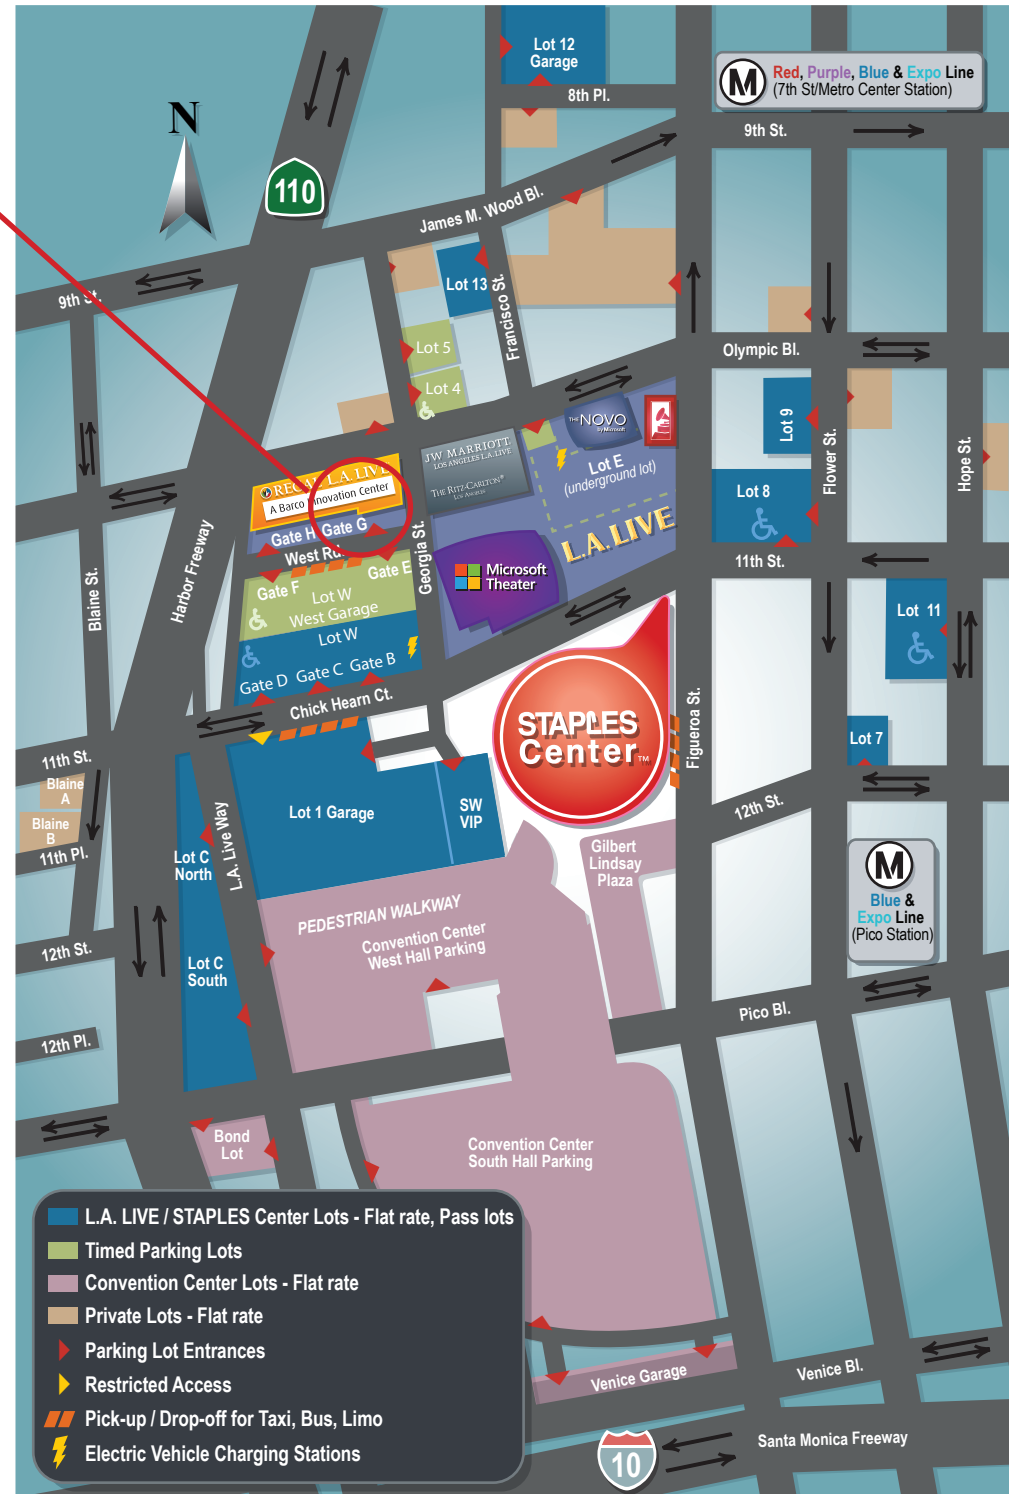 Lot 12
Garage
8th Pl.
M
Red, Purple, Blue & Expo Line
(7th St/Metro Center Station)
N
9th St.
110
James M. Wood Bl.
9th St.
Lot 13
Francisco St.
Lot 5
Lot 4
Olympic Bl.
THE NOVO
by Microsoft
JW MARRIOTT
LOS ANGELES L.A. LIVE
THE RITZ-CARLTON®
LOS ANGELES
Lot E
(underground lot)
L.A. LIVE
Lot 9
Flower St.
Hope St.
Lot 8
REGAL L.A. LIVE
A Barco Innovation Center
Gate H
Gate G
West Rd.
Gate E
Gate F
Lot W
West Garage
Lot W
Gate D
Gate C
Gate B
Georgia St.
Harbor Freeway
Blaine St.
Microsoft
Theater
11th St.
Lot 11
Chick Hearn Ct.
STAPLES
Center™
Figueroa St.
Lot 7
11th St.
Blaine
A
Blaine
B
11th Pl.
Lot 1 Garage
SW
VIP
12th St.
Lot C
North
L.A. Live Way
Gilbert
Lindsay
Plaza
M
Blue &
Expo Line
(Pico Station)
PEDESTRIAN WALKWAY
Convention Center
West Hall Parking
12th St.
Lot C
South
Pico Bl.
12th Pl.
Bond
Lot
Convention Center
South Hall Parking
L.A. LIVE / STAPLES Center Lots - Flat rate, Pass lots
Timed Parking Lots
Convention Center Lots - Flat rate
Private Lots - Flat rate
Parking Lot Entrances
Restricted Access
Pick-up / Drop-off for Taxi, Bus, Limo
Electric Vehicle Charging Stations
Venice Garage
Venice Bl.
10
Santa Monica Freeway